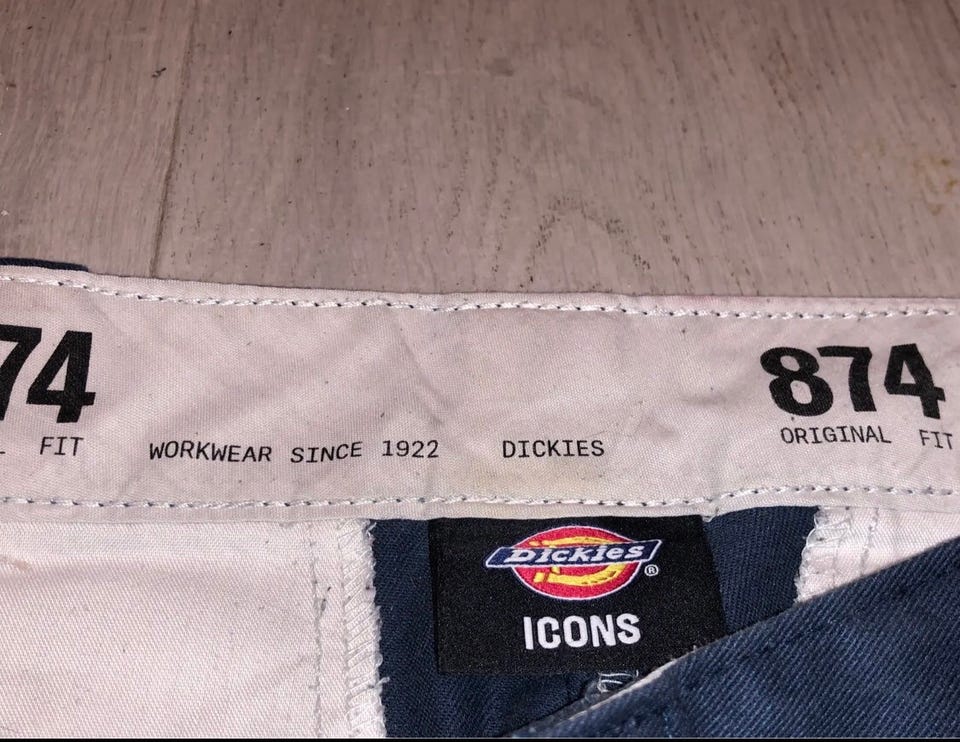 74 874
FIT WORKWEAR SINCE 1922 DICKIES ORIGINAL FIT
Dickies®
ICONS